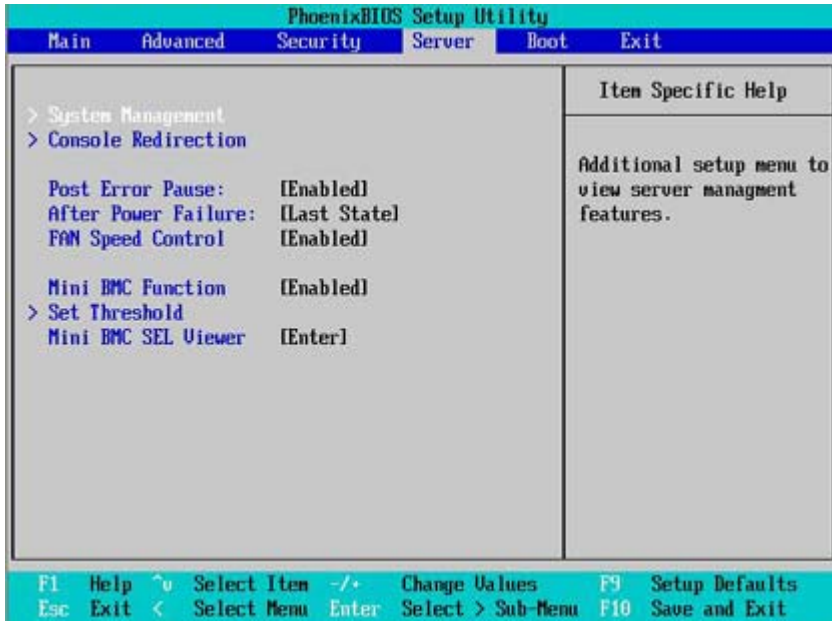 PhoenixBIOS Setup Utility
Main Advanced Security Server Boot Exit
Item Specific Help
> System Management
> Console Redirection
Additional setup menu to
view server managment
features.
Post Error Pause: [Enabled]
After Power Failure: [Last State]
FAN Speed Control [Enabled]
Mini BMC Function [Enabled]
> Set Threshold
Mini BMC SEL Viewer [Enter]
F1 Help ^v Select Item -/+ Change Values F9 Setup Defaults
Esc Exit < Select Menu Enter Select > Sub-Menu F10 Save and Exit